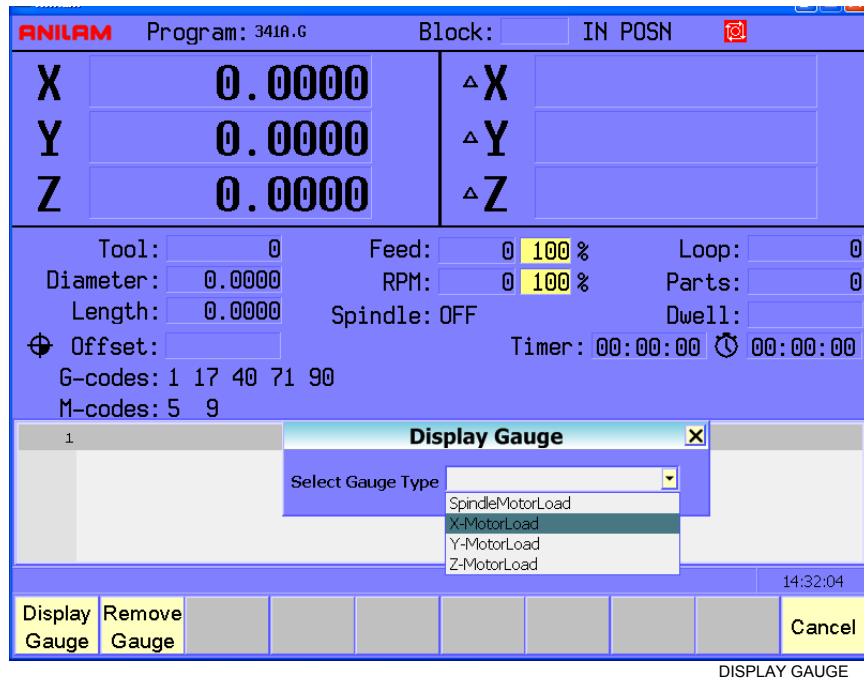 ANILAM Program: 341A.G Block: IN POSN
X 0.0000 △X
Y 0.0000 △Y
Z 0.0000 △Z
Tool: 0 Feed: 0 100 % Loop: 0
Diameter: 0.0000 RPM: 0 100 % Parts: 0
Length: 0.0000 Spindle: OFF Dwell:
Offset: Timer: 00:00:00 00:00:00
G-codes: 1 17 40 71 90
M-codes: 5 9
1
Display Gauge
Select Gauge Type
SpindleMotorLoad
X-MotorLoad
Y-MotorLoad
Z-MotorLoad
14:32:04
Display Gauge
Remove Gauge
Cancel
DISPLAY GAUGE